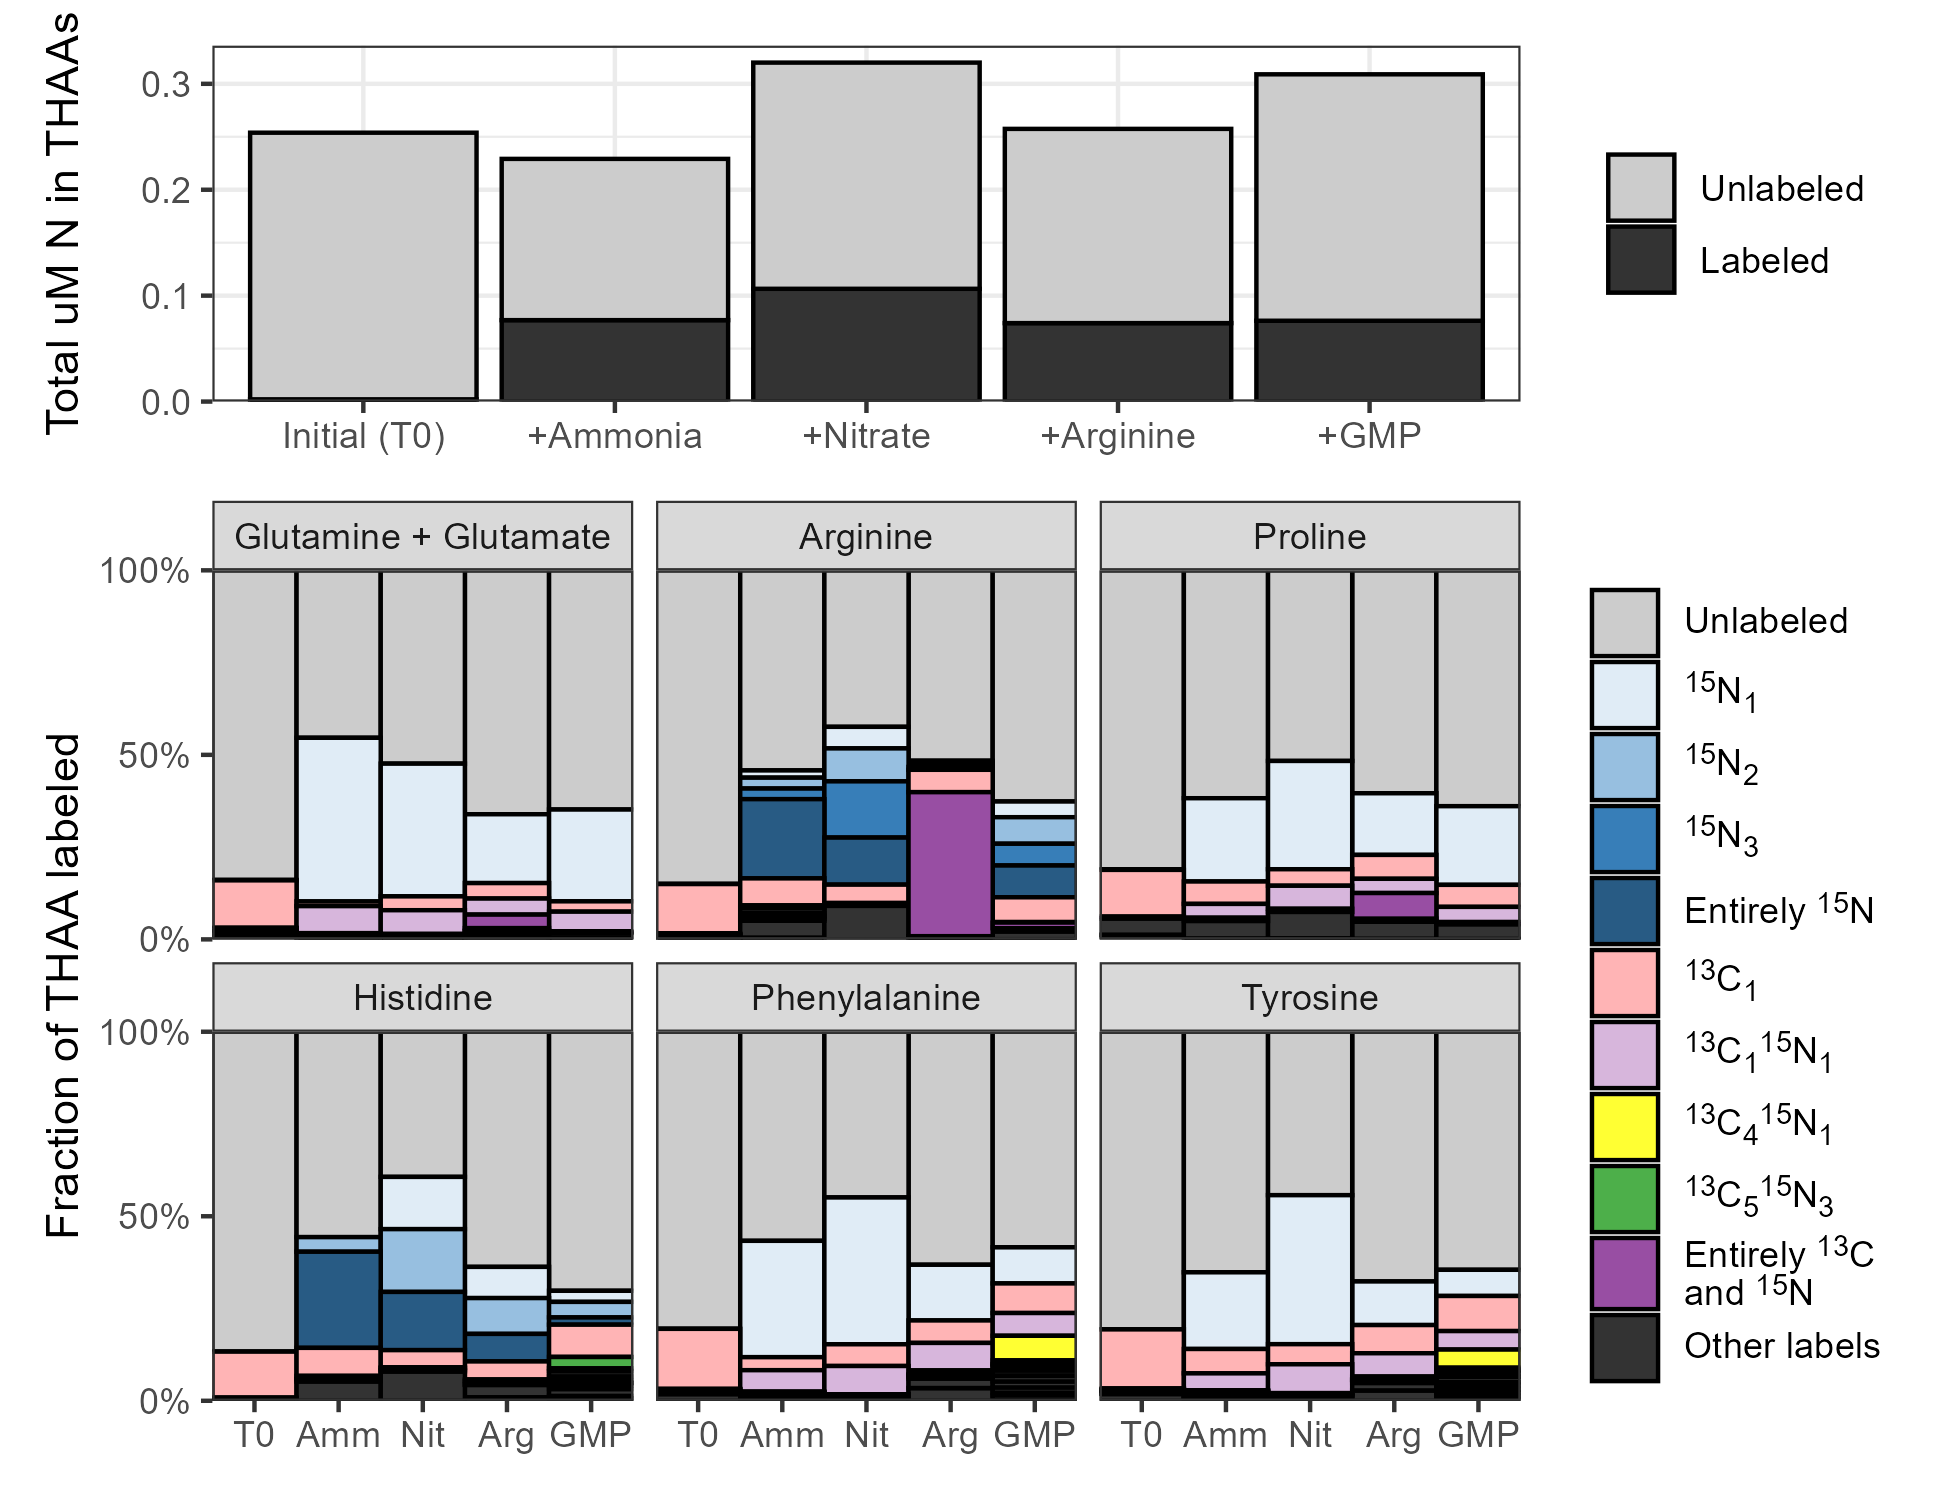 Total uM N in THAAs
0.3
0.2
0.1
0.0
Initial (T0) +Ammonia +Nitrate +Arginine +GMP
Unlabeled
Labeled
Fraction of THAA labeled
Glutamine + Glutamate Arginine Proline
100%
50%
0%
Histidine Phenylalanine Tyrosine
100%
50%
0%
T0 Amm Nit Arg GMP T0 Amm Nit Arg GMP T0 Amm Nit Arg GMP
Unlabeled
¹⁵N₁
¹⁵N₂
¹⁵N₃
Entirely ¹⁵N
¹³C₁
¹³C₁¹⁵N₁
¹³C₄¹⁵N₁
¹³C₅¹⁵N₃
Entirely ¹³C
and ¹⁵N
Other labels